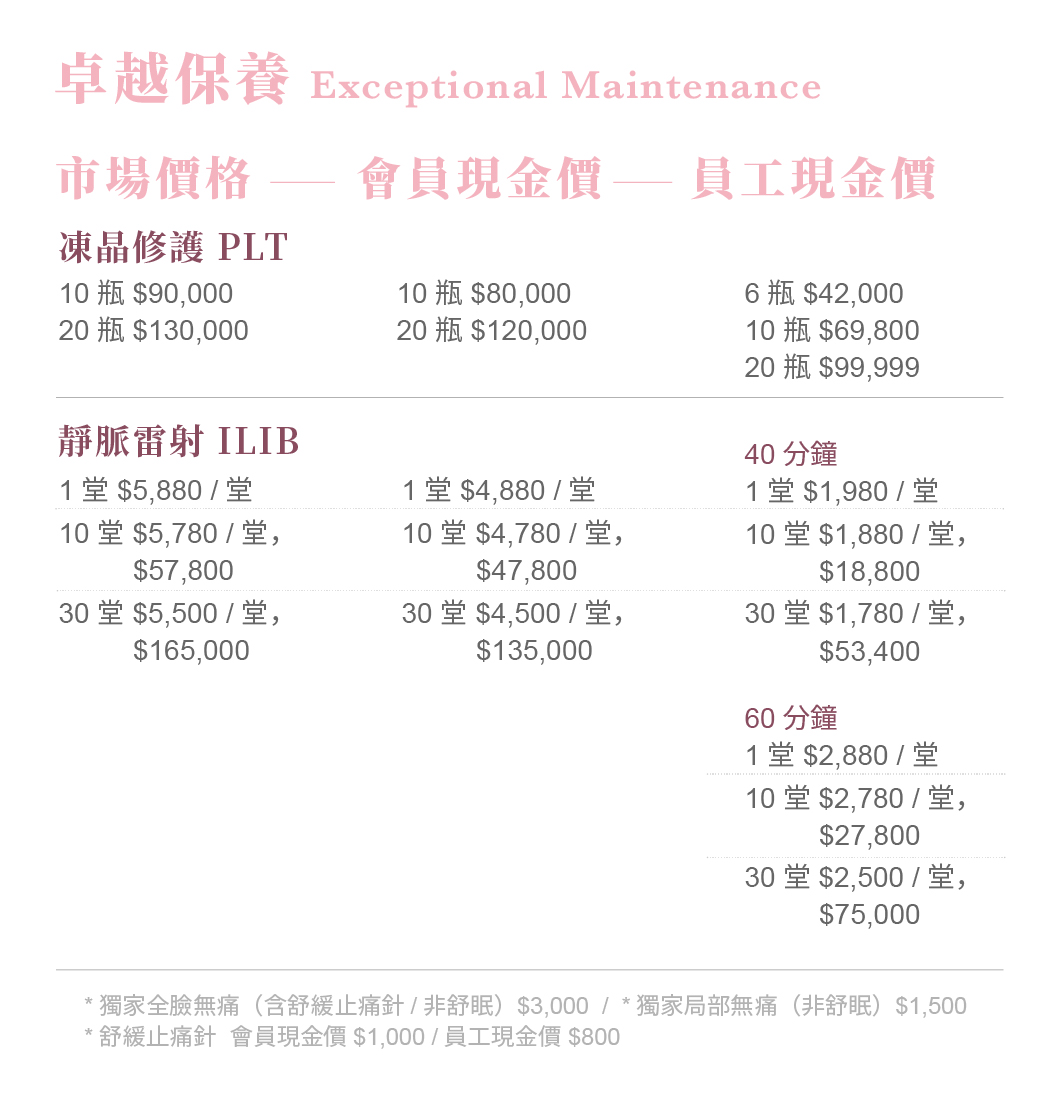 卓越保養 Exceptional Maintenance
市場價格 — 會員現金價 — 員工現金價
凍晶修護 PLT
10 瓶 $90,000 10 瓶 $80,000 6 瓶 $42,000
20 瓶 $130,000 20 瓶 $120,000 10 瓶 $69,800
20 瓶 $99,999
靜脈雷射 ILIB
40 分鐘
1 堂 $5,880 / 堂 1 堂 $4,880 / 堂 1 堂 $1,980 / 堂
10 堂 $5,780 / 堂, 10 堂 $4,780 / 堂, 10 堂 $1,880 / 堂,
$57,800 $47,800 $18,800
30 堂 $5,500 / 堂, 30 堂 $4,500 / 堂, 30 堂 $1,780 / 堂,
$165,000 $135,000 $53,400
60 分鐘
1 堂 $2,880 / 堂
10 堂 $2,780 / 堂,
$27,800
30 堂 $2,500 / 堂,
$75,000
* 獨家全臉無痛（含舒緩止痛針 / 非舒眠）$3,000 / * 獨家局部無痛（非舒眠）$1,500
* 舒緩止痛針 會員現金價 $1,000 / 員工現金價 $800